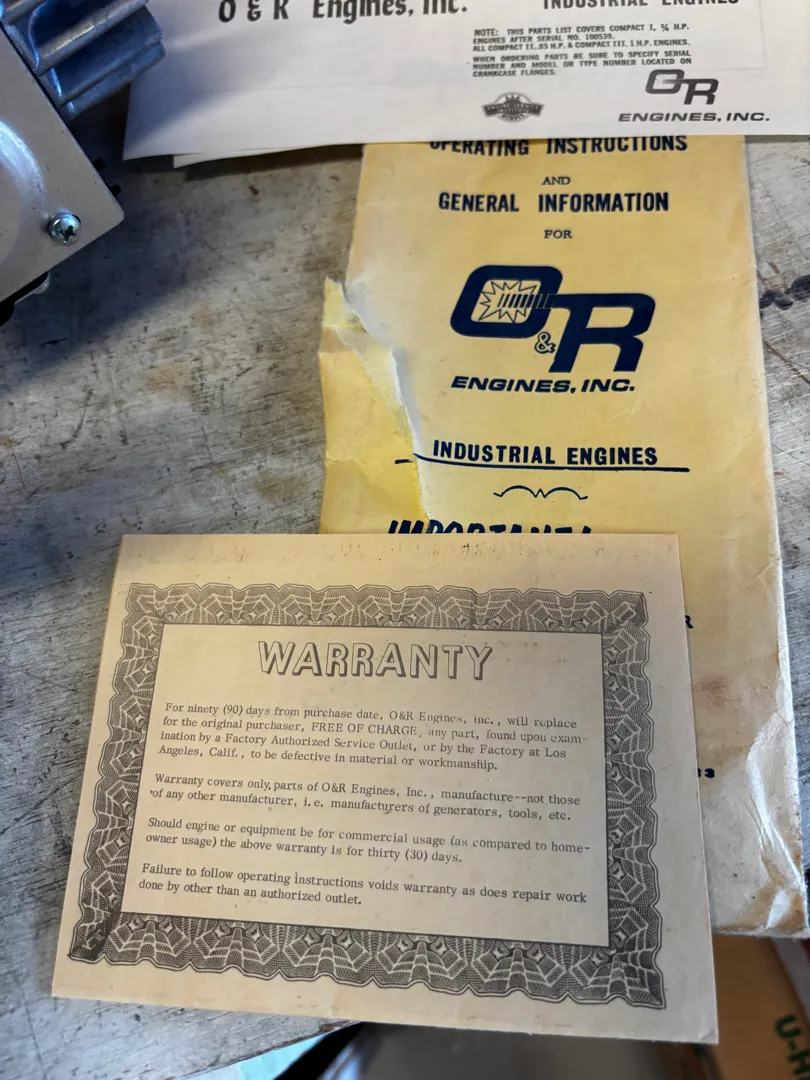 O & R Engines, Inc.
INDUSTRIAL ENGINES
NOTE: THIS PARTS LIST COVERS COMPACT I, ¾ H.P.
ENGINES AFTER SERIAL NO. 100539.
ALL COMPACT II, .85 H.P. & COMPACT III, 1 H.P. ENGINES.
WHEN ORDERING PARTS BE SURE TO SPECIFY SERIAL
NUMBER AND MODEL OR TYPE NUMBER LOCATED ON
CRANKCASE FLANGES.
O&R
ENGINES, INC.
OPERATING INSTRUCTIONS
AND
GENERAL INFORMATION
FOR
O&R
ENGINES, INC.
INDUSTRIAL ENGINES
IMPORTANT!
R
WARRANTY
For ninety (90) days from purchase date, O&R Engines, Inc., will replace
for the original purchaser, FREE OF CHARGE, any part, found upon exam-
ination by a Factory Authorized Service Outlet, or by the Factory at Los
Angeles, Calif., to be defective in material or workmanship.
Warranty covers only, parts of O&R Engines, Inc., manufacture--not those
of any other manufacturer, i.e. manufacturers of generators, tools, etc.
Should engine or equipment be for commercial usage (as compared to home-
owner usage) the above warranty is for thirty (30) days.
Failure to follow operating instructions voids warranty as does repair work
done by other than an authorized outlet.
U-H